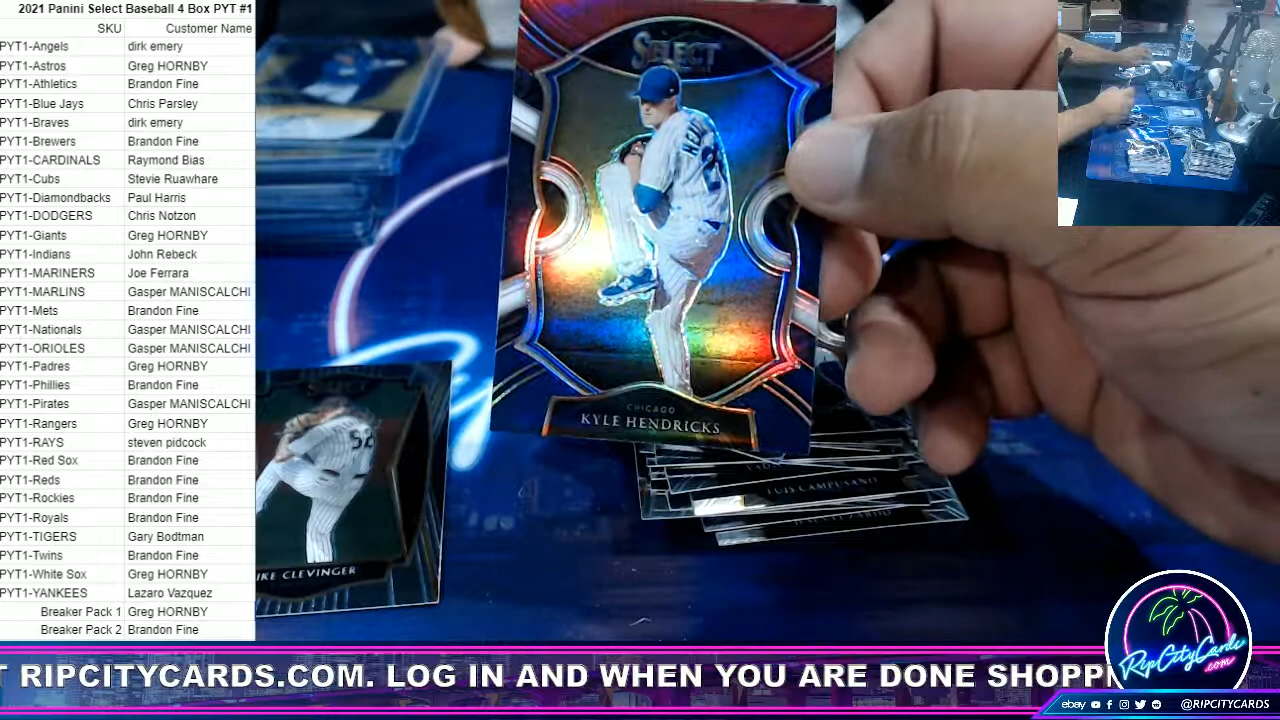 2021 Panini Select Baseball 4 Box PYT #1
SKU Customer Name
PYT1-Angels dirk emery
PYT1-Astros Greg HORNBY
PYT1-Athletics Brandon Fine
PYT1-Blue Jays Chris Parsley
PYT1-Braves dirk emery
PYT1-Brewers Brandon Fine
PYT1-CARDINALS Raymond Bias
PYT1-Cubs Stevie Ruawhare
PYT1-Diamondbacks Paul Harris
PYT1-DODGERS Chris Notzon
PYT1-Giants Greg HORNBY
PYT1-Indians John Rebeck
PYT1-MARINERS Joe Ferrara
PYT1-MARLINS Gasper MANISCALCHI
PYT1-Mets Brandon Fine
PYT1-Nationals Gasper MANISCALCHI
PYT1-ORIOLES Gasper MANISCALCHI
PYT1-Padres Greg HORNBY
PYT1-Phillies Brandon Fine
PYT1-Pirates Gasper MANISCALCHI
PYT1-Rangers Greg HORNBY
PYT1-RAYS steven pidcock
PYT1-Red Sox Brandon Fine
PYT1-Reds Brandon Fine
PYT1-Rockies Brandon Fine
PYT1-Royals Brandon Fine
PYT1-TIGERS Gary Bodtman
PYT1-Twins Brandon Fine
PYT1-White Sox Greg HORNBY
PYT1-YANKEES Lazaro Vazquez
Breaker Pack 1 Greg HORNBY
Breaker Pack 2 Brandon Fine
SELECT
CHICAGO
KYLE HENDRICKS
LUIS CAMPUSANO
52
IKE CLEVINGER
T RIPCITYCARDS.COM. LOG IN AND WHEN YOU ARE DONE SHOPPI
RipCityCards
.com
ebay @RIPCITYCARDS